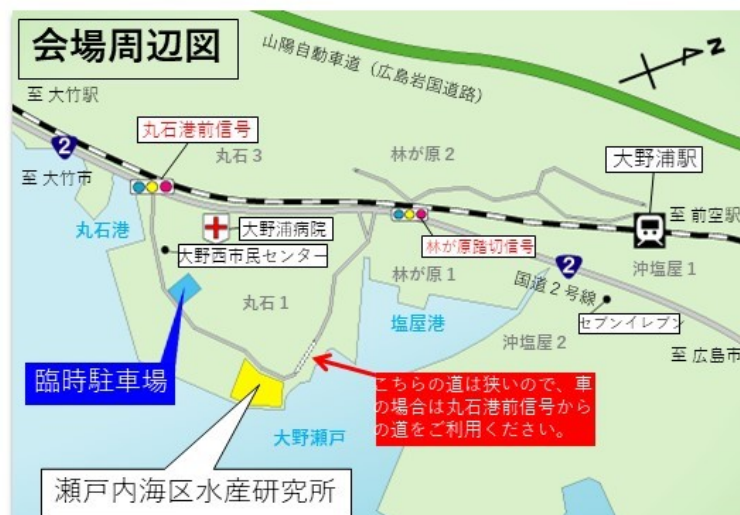 会場周辺図
山陽自動車道（広島岩国道路）
N
至 大竹駅
丸石港前信号
2
丸石3
林が原2
大野浦駅
至 大竹市
至 前空駅
丸石港
大野浦病院
林が原踏切信号
大野西市民センター
林が原1
2
沖塩屋1
国道2号線
丸石1
塩屋港
セブンイレブン
沖塩屋2
至 広島市
臨時駐車場
こちらの道は狭いので、車
の場合は丸石港前信号から
の道をご利用ください。
大野瀬戸
瀬戸内海区水産研究所